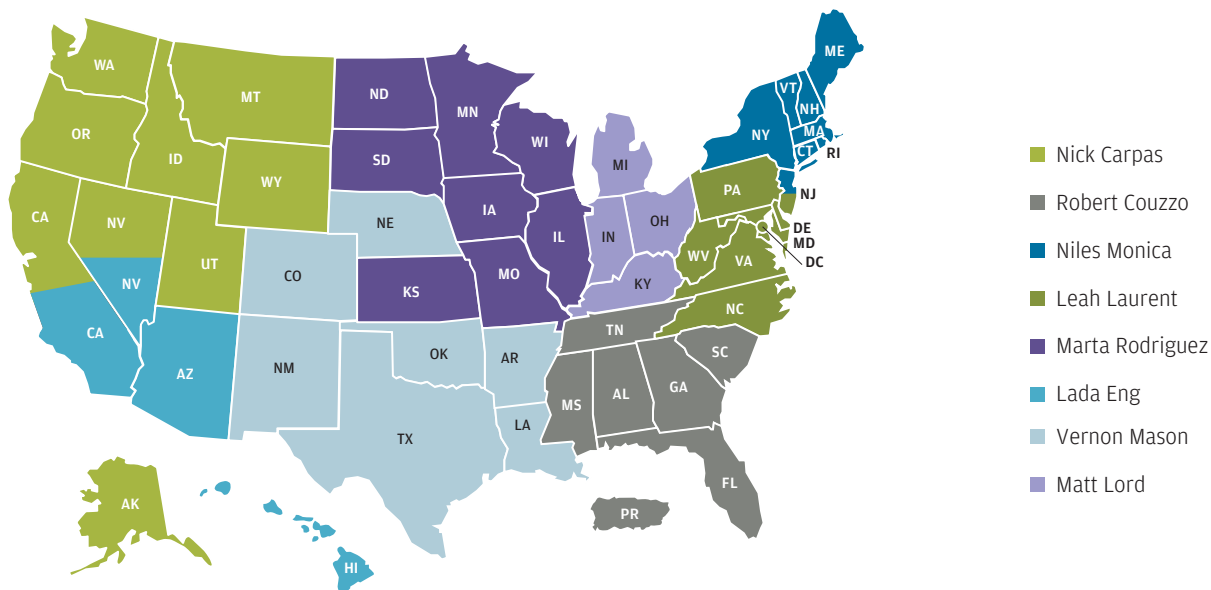 WA
MT
ND
MN
ME
VT
NH
OR
ID
SD
WI
NY
MA
CT
RI
MI
WY
PA
NJ
CA
NV
NE
IA
OH
DE
UT
CO
IL
IN
WV
VA
MD
DC
NV
KS
MO
KY
NC
CA
AZ
NM
OK
AR
TN
SC
TX
LA
MS
AL
GA
AK
FL
PR
HI
Nick Carpas
Robert Couzzo
Niles Monica
Leah Laurent
Marta Rodriguez
Lada Eng
Vernon Mason
Matt Lord